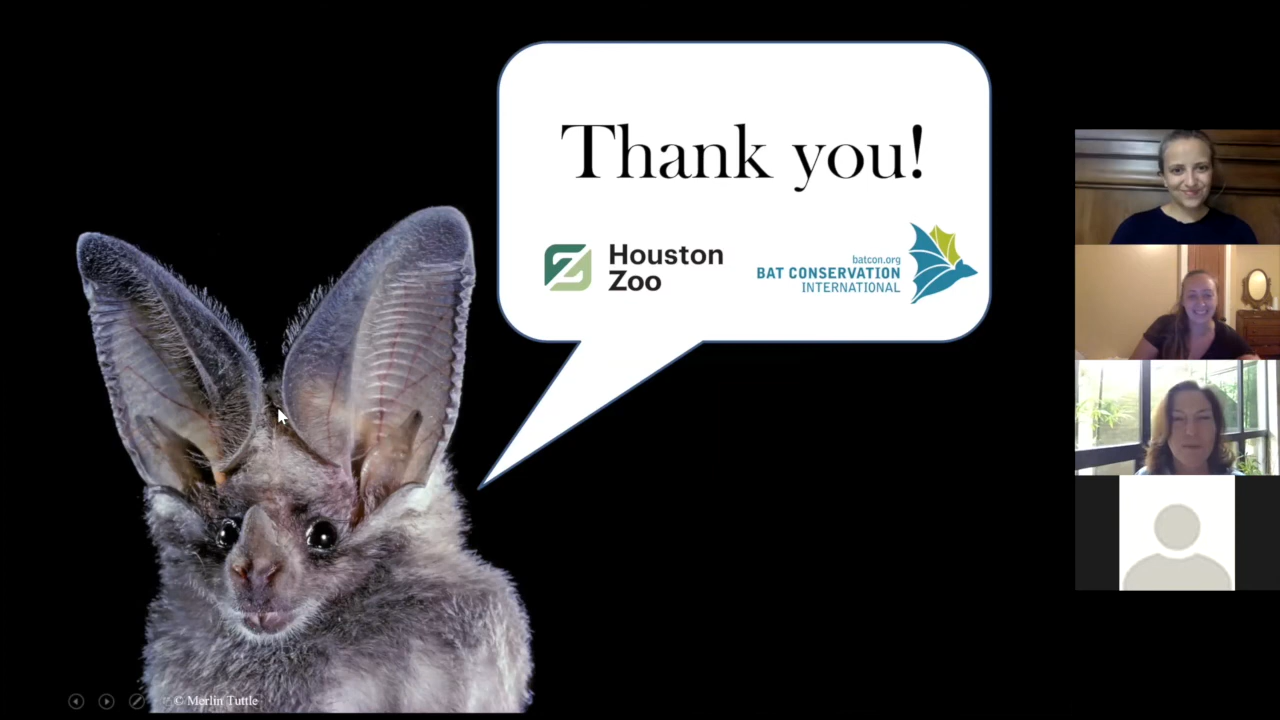 Thank you!
Houston
Zoo
batcon.org
BAT CONSERVATION
INTERNATIONAL
© Merlin Tuttle